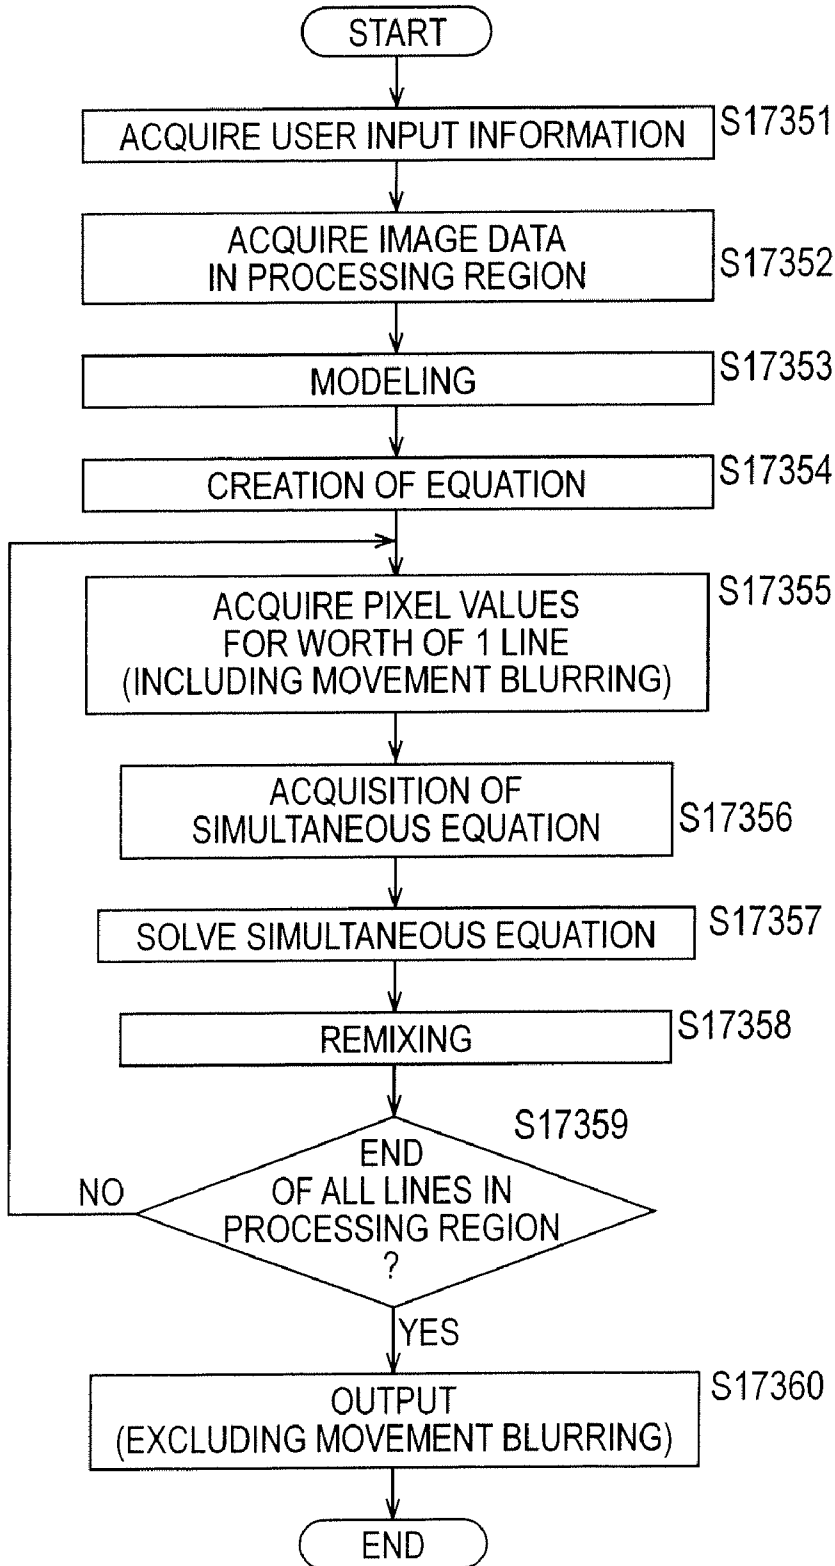 START
ACQUIRE USER INPUT INFORMATION
S17351
ACQUIRE IMAGE DATA
IN PROCESSING REGION
S17352
MODELING
S17353
CREATION OF EQUATION
S17354
ACQUIRE PIXEL VALUES
FOR WORTH OF 1 LINE
(INCLUDING MOVEMENT BLURRING)
S17355
ACQUISITION OF
SIMULTANEOUS EQUATION
S17356
SOLVE SIMULTANEOUS EQUATION
S17357
REMIXING
S17358
S17359
END
OF ALL LINES IN
PROCESSING REGION
?
NO
YES
OUTPUT
(EXCLUDING MOVEMENT BLURRING)
S17360
END